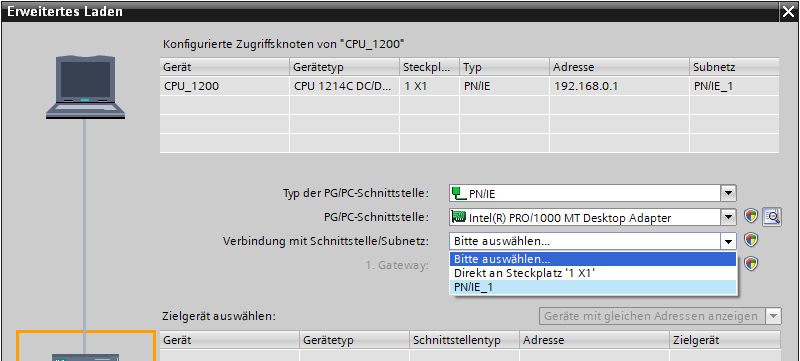 Erweitertes Laden
Konfigurierte Zugriffsknoten von "CPU_1200"
Gerät Gerätetyp Steckpl... Typ Adresse Subnetz
CPU_1200 CPU 1214C DC/D... 1 X1 PN/IE 192.168.0.1 PN/IE_1
Typ der PG/PC-Schnittstelle: PN/IE
PG/PC-Schnittstelle: Intel(R) PRO/1000 MT Desktop Adapter
Verbindung mit Schnittstelle/Subnetz: Bitte auswählen...
Bitte auswählen...
1. Gateway: Direkt an Steckplatz '1 X1'
PN/IE_1
Zielgerät auswählen: Geräte mit gleichen Adressen anzeigen
Gerät Gerätetyp Schnittstellentyp Adresse Zielgerät